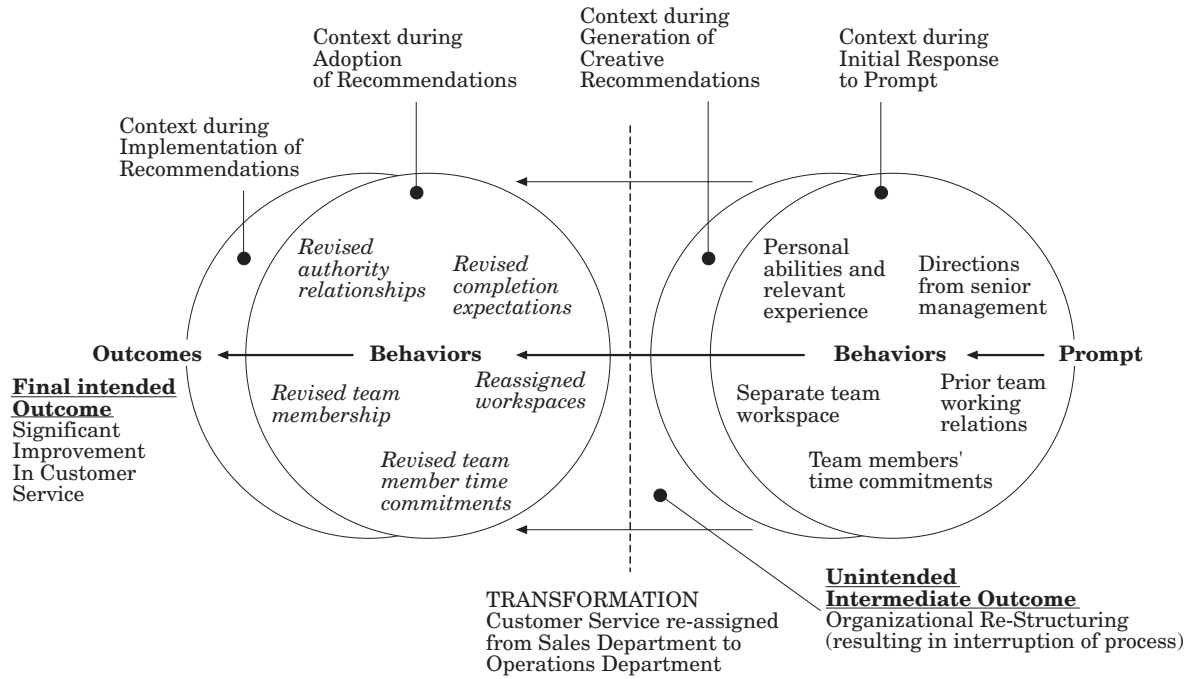 Context during
Adoption
of Recommendations
Context during
Generation of
Creative
Recommendations
Context during
Initial Response
to Prompt
Context during
Implementation of
Recommendations
Revised
authority
relationships
Revised
completion
expectations
Personal
abilities and
relevant
experience
Directions
from senior
management
Outcomes
Behaviors
Behaviors
Prompt
Final intended
Outcome
Significant
Improvement
In Customer
Service
Revised team
membership
Reassigned
workspaces
Separate team
workspace
Prior team
working
relations
Revised team
member time
commitments
Team members'
time commitments
TRANSFORMATION
Customer Service re-assigned
from Sales Department to
Operations Department
Unintended
Intermediate Outcome
Organizational Re-Structuring
(resulting in interruption of process)